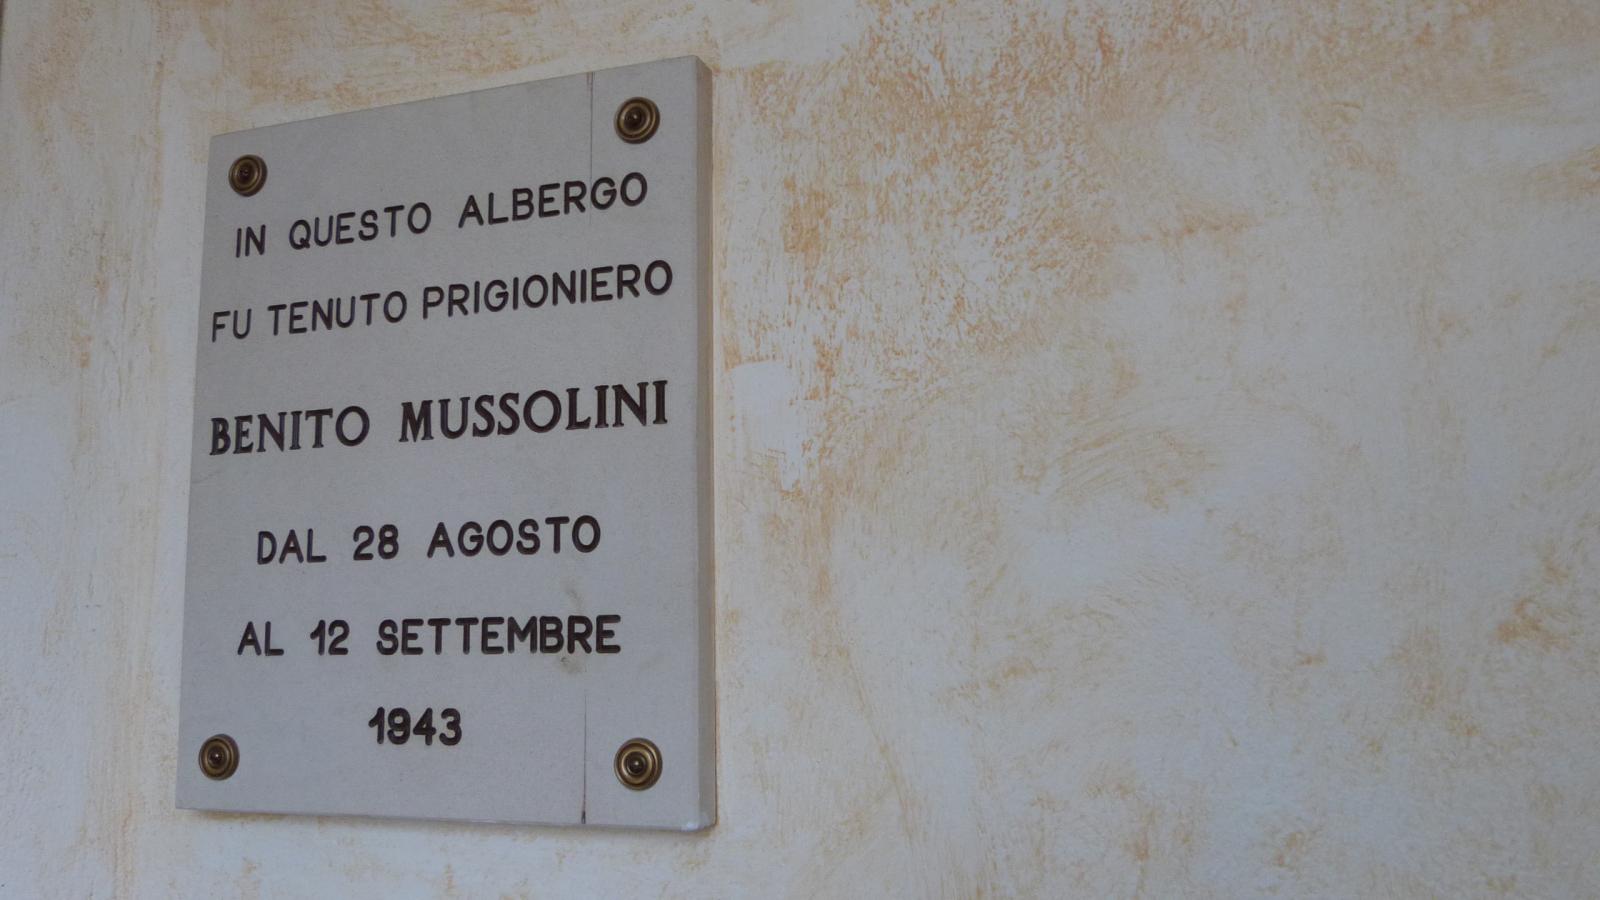 IN QUESTO ALBERGO
FU TENUTO PRIGIONIERO
BENITO MUSSOLINI
DAL 28 AGOSTO
AL 12 SETTEMBRE
1943